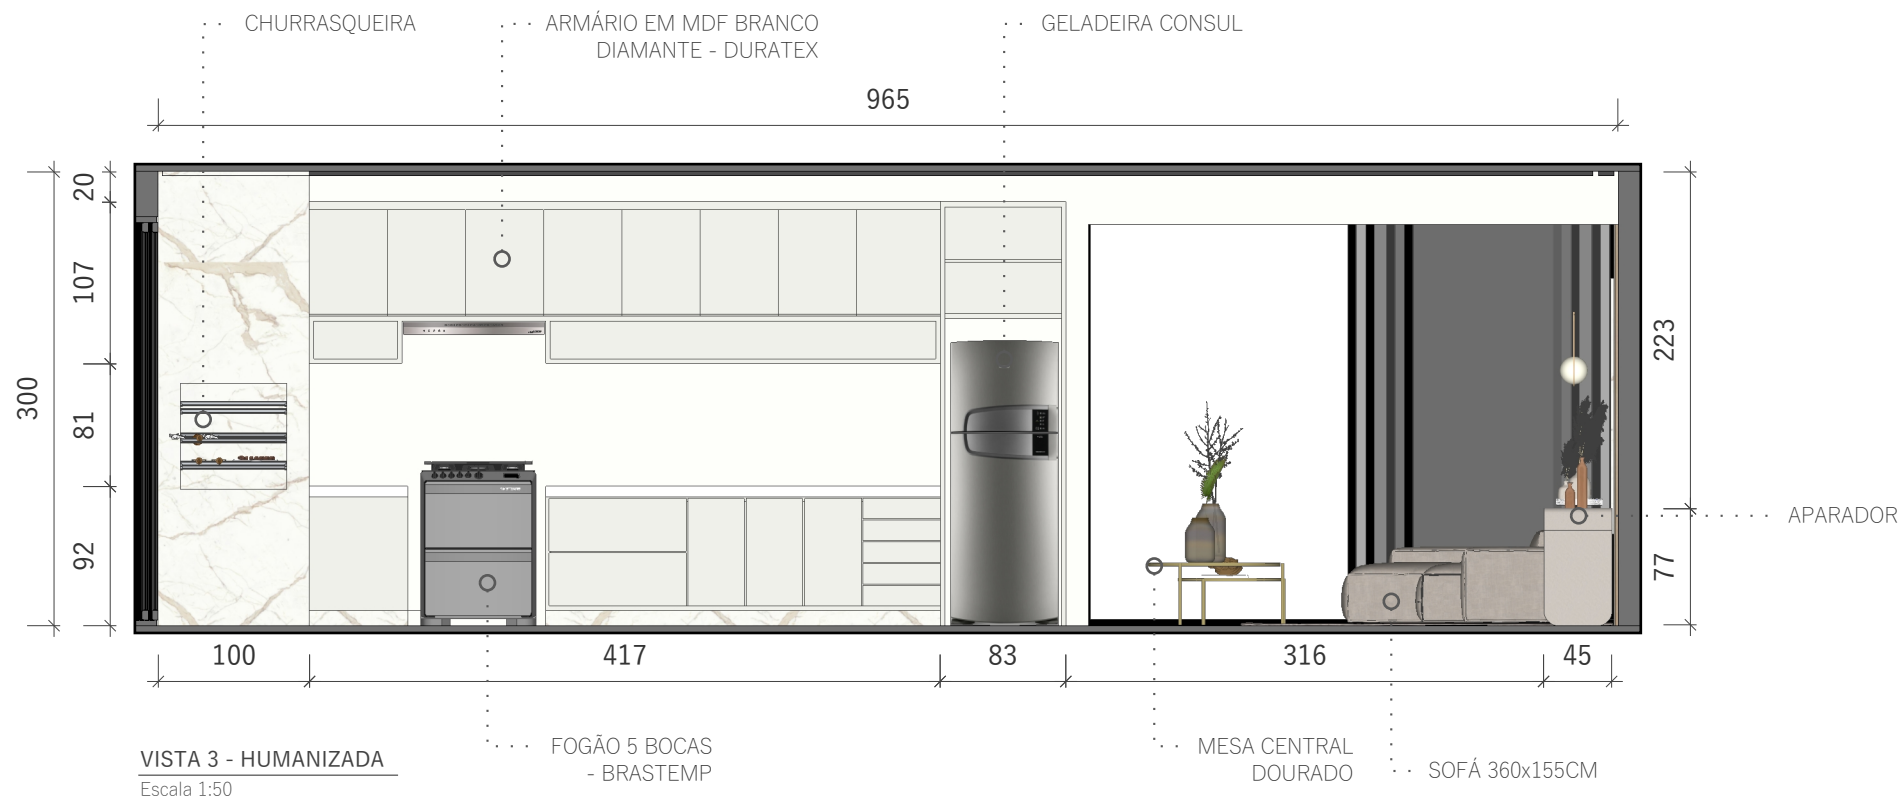 CHURRASQUEIRA
ARMÁRIO EM MDF BRANCO
DIAMANTE - DURATEX
GELADEIRA CONSUL
965
20
107
300
81
92
223
77
APARADOR
100
417
83
316
45
VISTA 3 - HUMANIZADA
Escala 1:50
FOGÃO 5 BOCAS
- BRASTEMP
MESA CENTRAL
DOURADO
SOFÁ 360x155CM